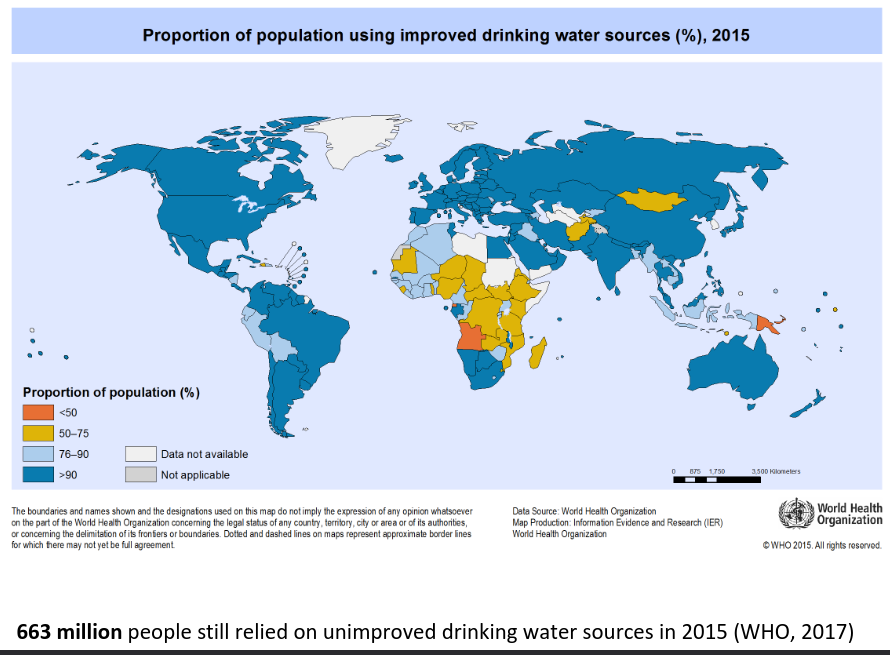 Proportion of population using improved drinking water sources (%), 2015
Proportion of population (%)
<50
50–75
76–90
>90
Data not available
Not applicable
0 875 1,750 3,500 Kilometers
The boundaries and names shown and the designations used on this map do not imply the expression of any opinion whatsoever
on the part of the World Health Organization concerning the legal status of any country, territory, city or area or of its authorities,
or concerning the delimitation of its frontiers or boundaries. Dotted and dashed lines on maps represent approximate border lines
for which there may not yet be full agreement.
Data Source: World Health Organization
Map Production: Information Evidence and Research (IER)
World Health Organization
World Health
Organization
© WHO 2015. All rights reserved.
663 million people still relied on unimproved drinking water sources in 2015 (WHO, 2017)